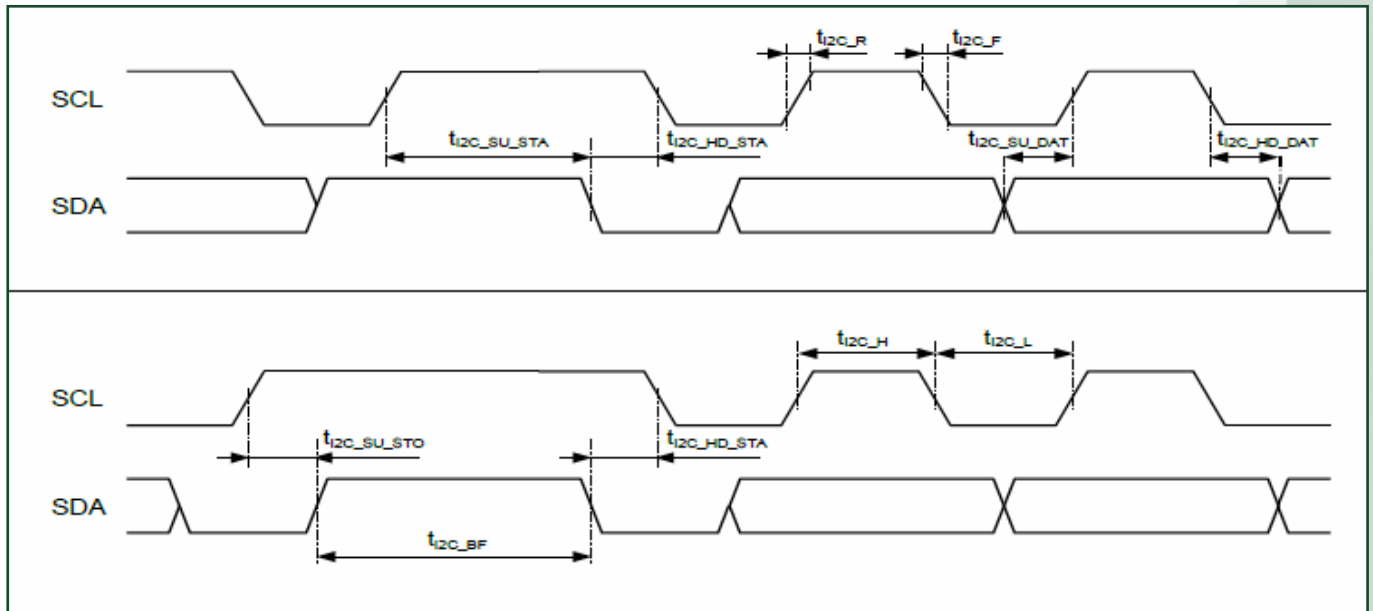 tI2C_R tI2C_F
SCL
tI2C_SU_STA tI2C_HD_STA tI2C_SU_DAT tI2C_HD_DAT
SDA
tI2C_H tI2C_L
SCL
tI2C_SU_STO tI2C_HD_STA
SDA
tI2C_BF